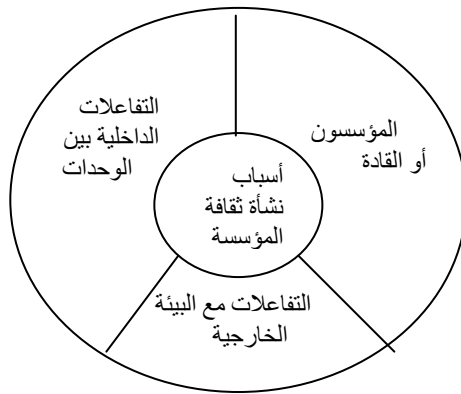 المؤسسون
أو القادة
التفاعلات
الداخلية بين
الوحدات
أسباب
نشأة ثقافة
المؤسسة
التفاعلات مع البيئة
الخارجية